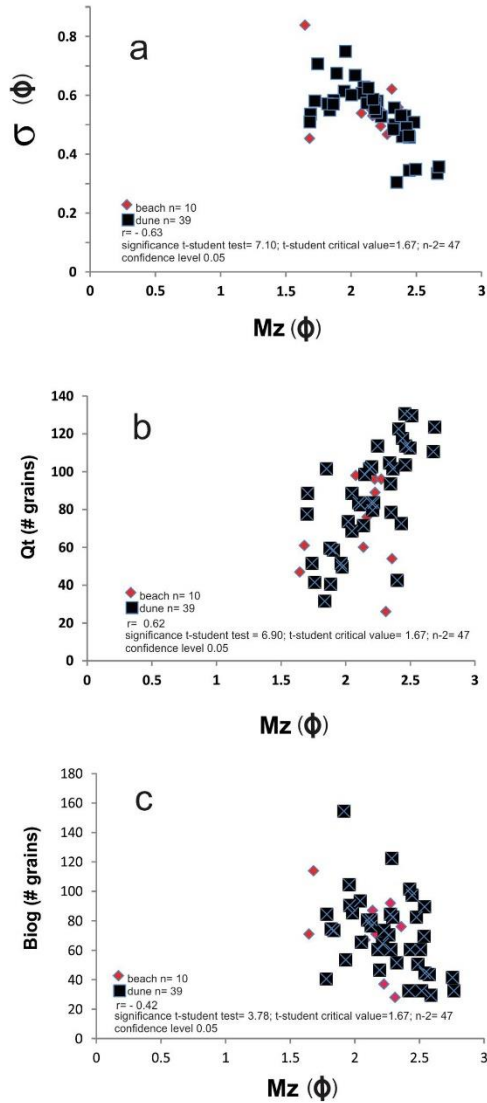 a
0.8
0.6
0.4
0.2
0
σ (ϕ)
beach n= 10
dune n= 39
r= - 0.63
significance t-student test= 7.10; t-student critical value=1.67; n-2= 47
confidence level 0.05
0 0.5 1 1.5 2 2.5 3
Mz (ϕ)
b
140
120
100
80
60
40
20
0
Qt (# grains)
beach n= 10
dune n= 39
r= 0.62
significance t-student test = 6.90; t-student critical value= 1.67; n-2= 47
confidence level 0.05
0 0.5 1 1.5 2 2.5 3
Mz (ϕ)
c
180
160
140
120
100
80
60
40
20
0
Biog (# grains)
beach n= 10
dune n= 39
r= - 0.42
significance t-student test= 3.78; t-student critical value=1.67; n-2= 47
confidence level 0.05
0 0.5 1 1.5 2 2.5 3
Mz (ϕ)